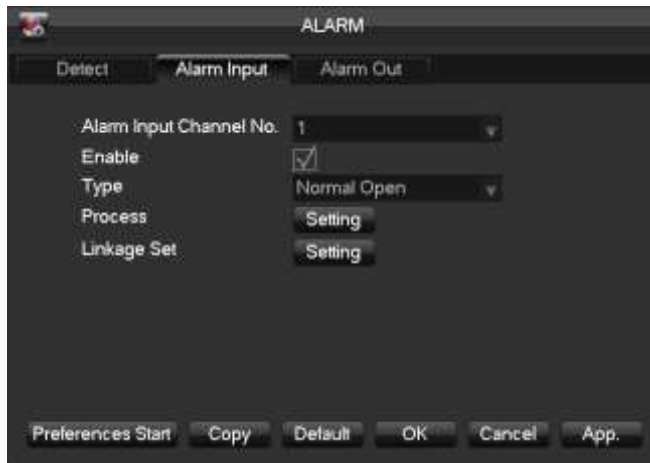 ALARM
Detect Alarm Input Alarm Out
Alarm Input Channel No. 1
Enable
Type Normal Open
Process Setting
Linkage Set Setting
Preferences Start Copy Default OK Cancel App.